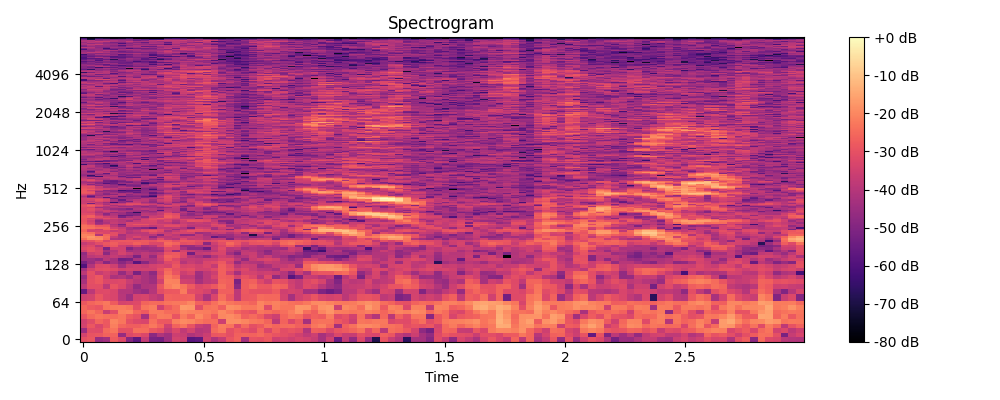 Spectrogram
Hz
4096
2048
1024
512
256
128
64
0
0
0.5
1
1.5
2
2.5
Time
+0 dB
-10 dB
-20 dB
-30 dB
-40 dB
-50 dB
-60 dB
-70 dB
-80 dB